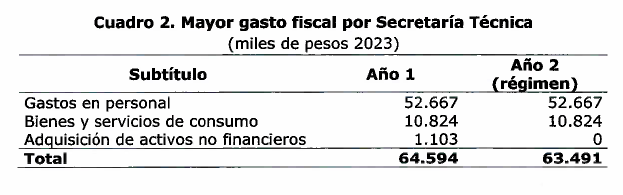 Cuadro 2. Mayor gasto fiscal por Secretaría Técnica
(miles de pesos 2023)
Subtítulo Año 1 Año 2 (régimen)
Gastos en personal 52.667 52.667
Bienes y servicios de consumo 10.824 10.824
Adquisición de activos no financieros 1.103 0
Total 64.594 63.491